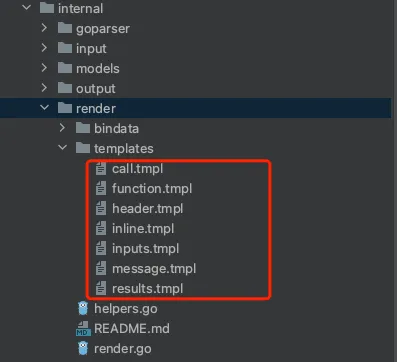 internal
goparser
input
models
output
render
bindata
templates
call.tmpl
function.tmpl
header.tmpl
inline.tmpl
inputs.tmpl
message.tmpl
results.tmpl
helpers.go
MD README.md
render.go